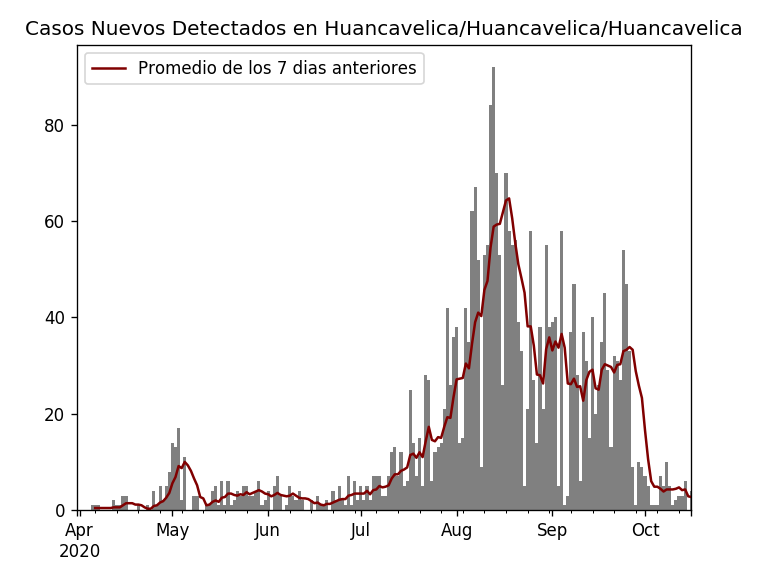 Casos Nuevos Detectados en Huancavelica/Huancavelica/Huancavelica
Promedio de los 7 dias anteriores
80
60
40
20
0
Apr May Jun Jul Aug Sep Oct
2020